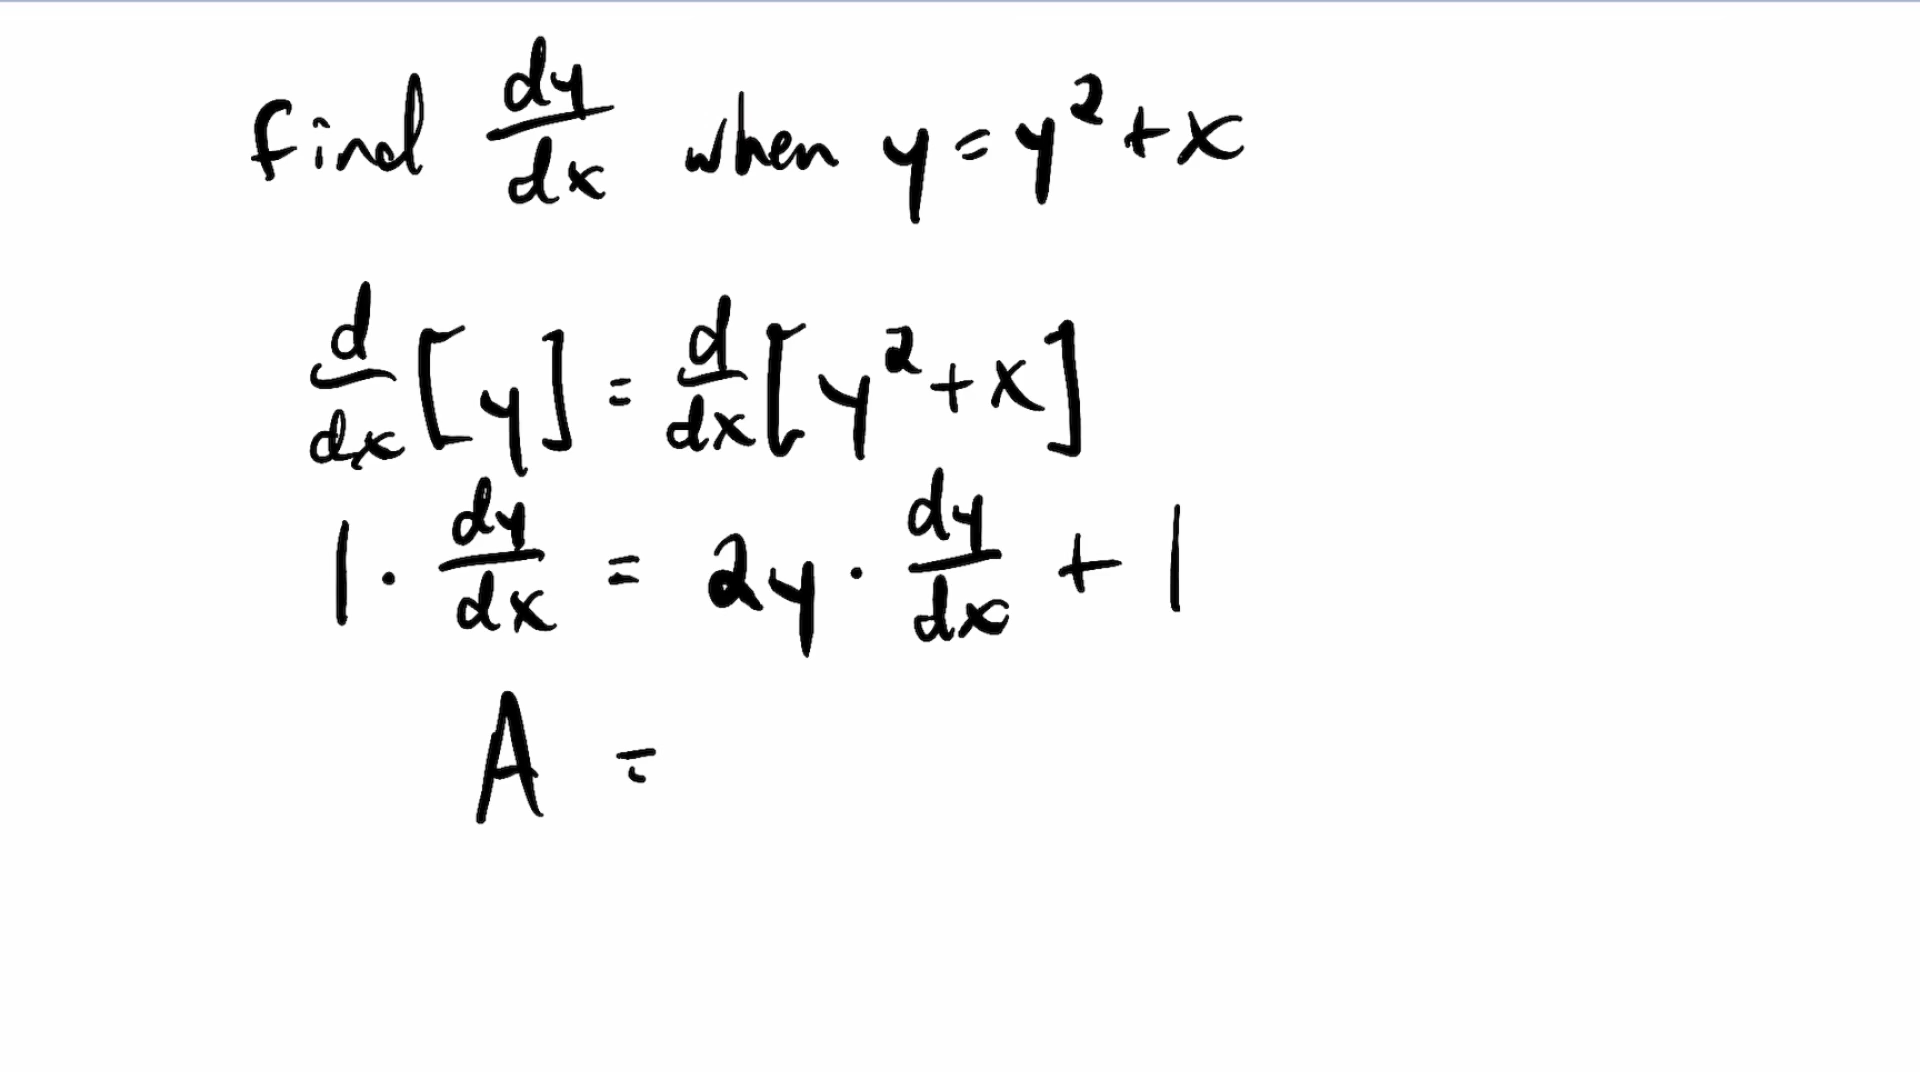 find dy/dx when y = y² + x
d/dx [y] = d/dx [y² + x]
1 · dy/dx = 2y · dy/dx + 1
A =